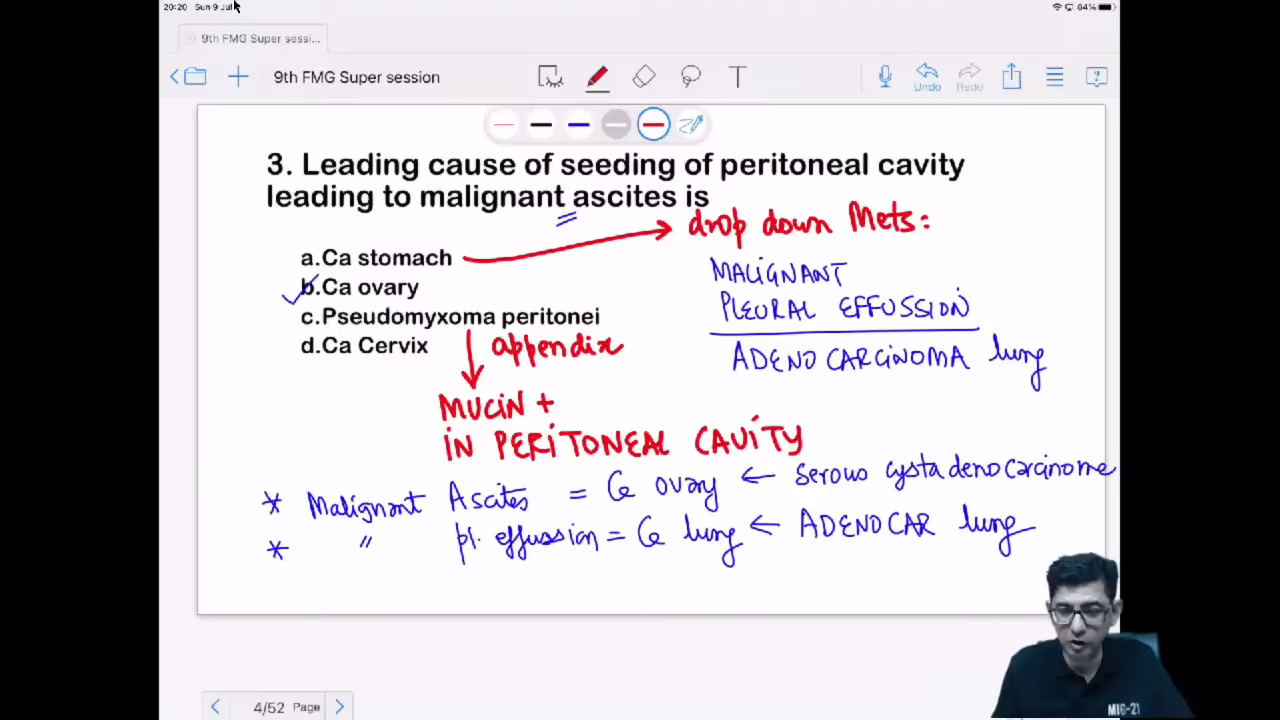 20:20 Sun 9 Jul
84%
9th FMG Super sessi...
9th FMG Super session
T
Undo
Redo
3. Leading cause of seeding of peritoneal cavity
leading to malignant ascites is
drop down Mets:
a.Ca stomach
MALIGNANT
b.Ca ovary
PLEURAL EFFUSSION
c.Pseudomyxoma peritonei
d.Ca Cervix
appendix
ADENOCARCINOMA lung
MUCIN +
IN PERITONEAL CAVITY
* Malignant Ascites = Ca ovary ← serous cystadenocarcinome
* " pl. effussion = Ca lung ← ADENOCAR lung
4/52 Page
MIG-21